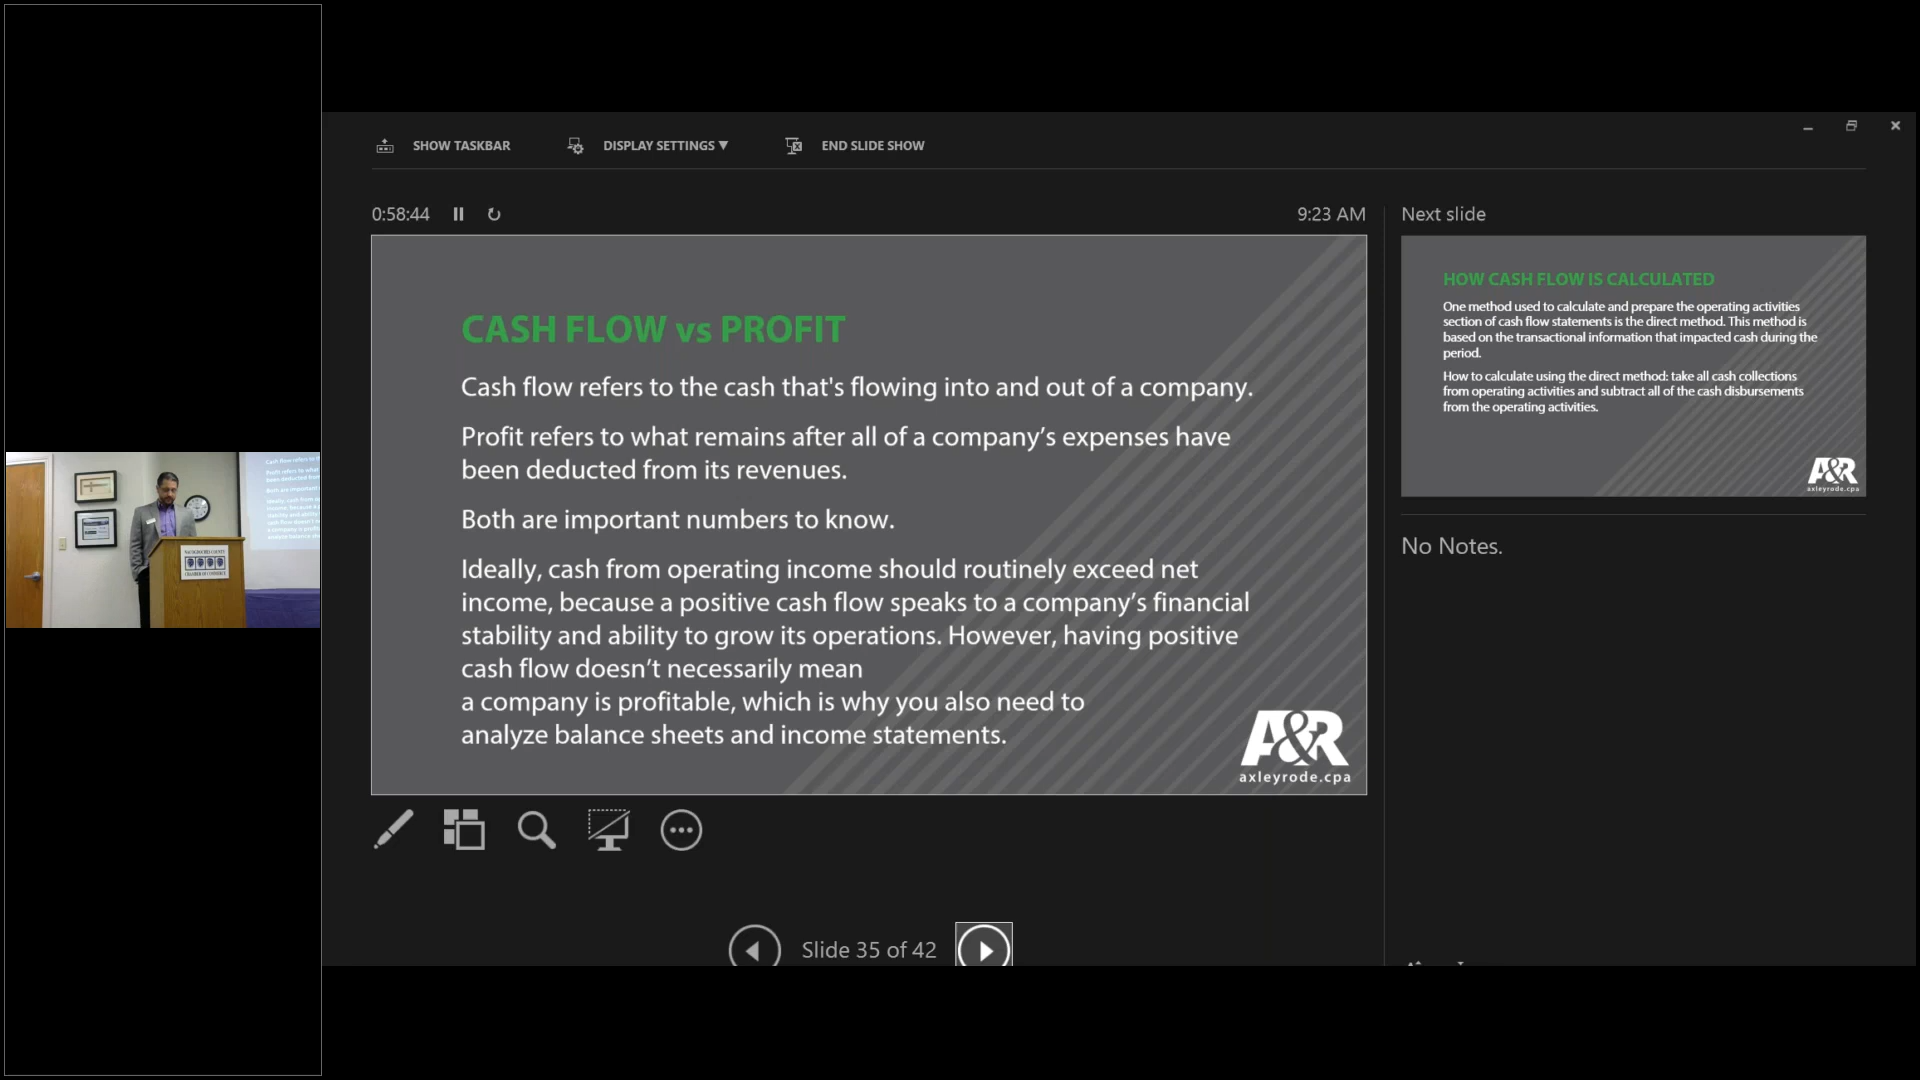 SHOW TASKBAR
DISPLAY SETTINGS ▼
END SLIDE SHOW
0:58:44
9:23 AM
CASH FLOW vs PROFIT
Cash flow refers to the cash that's flowing into and out of a company.
Profit refers to what remains after all of a company’s expenses have
been deducted from its revenues.
Both are important numbers to know.
Ideally, cash from operating income should routinely exceed net
income, because a positive cash flow speaks to a company’s financial
stability and ability to grow its operations. However, having positive
cash flow doesn’t necessarily mean
a company is profitable, which is why you also need to
analyze balance sheets and income statements.
A&R
axleyrode.cpa
Slide 35 of 42
Next slide
HOW CASH FLOW IS CALCULATED
One method used to calculate and prepare the operating activities
section of cash flow statements is the direct method. This method is
based on the transactional information that impacted cash during the
period.
How to calculate using the direct method: take all cash collections
from operating activities and subtract all of the cash disbursements
from the operating activities.
A&R
axleyrode.cpa
No Notes.
NACOGDOCHES COUNTY
CHAMBER OF COMMERCE